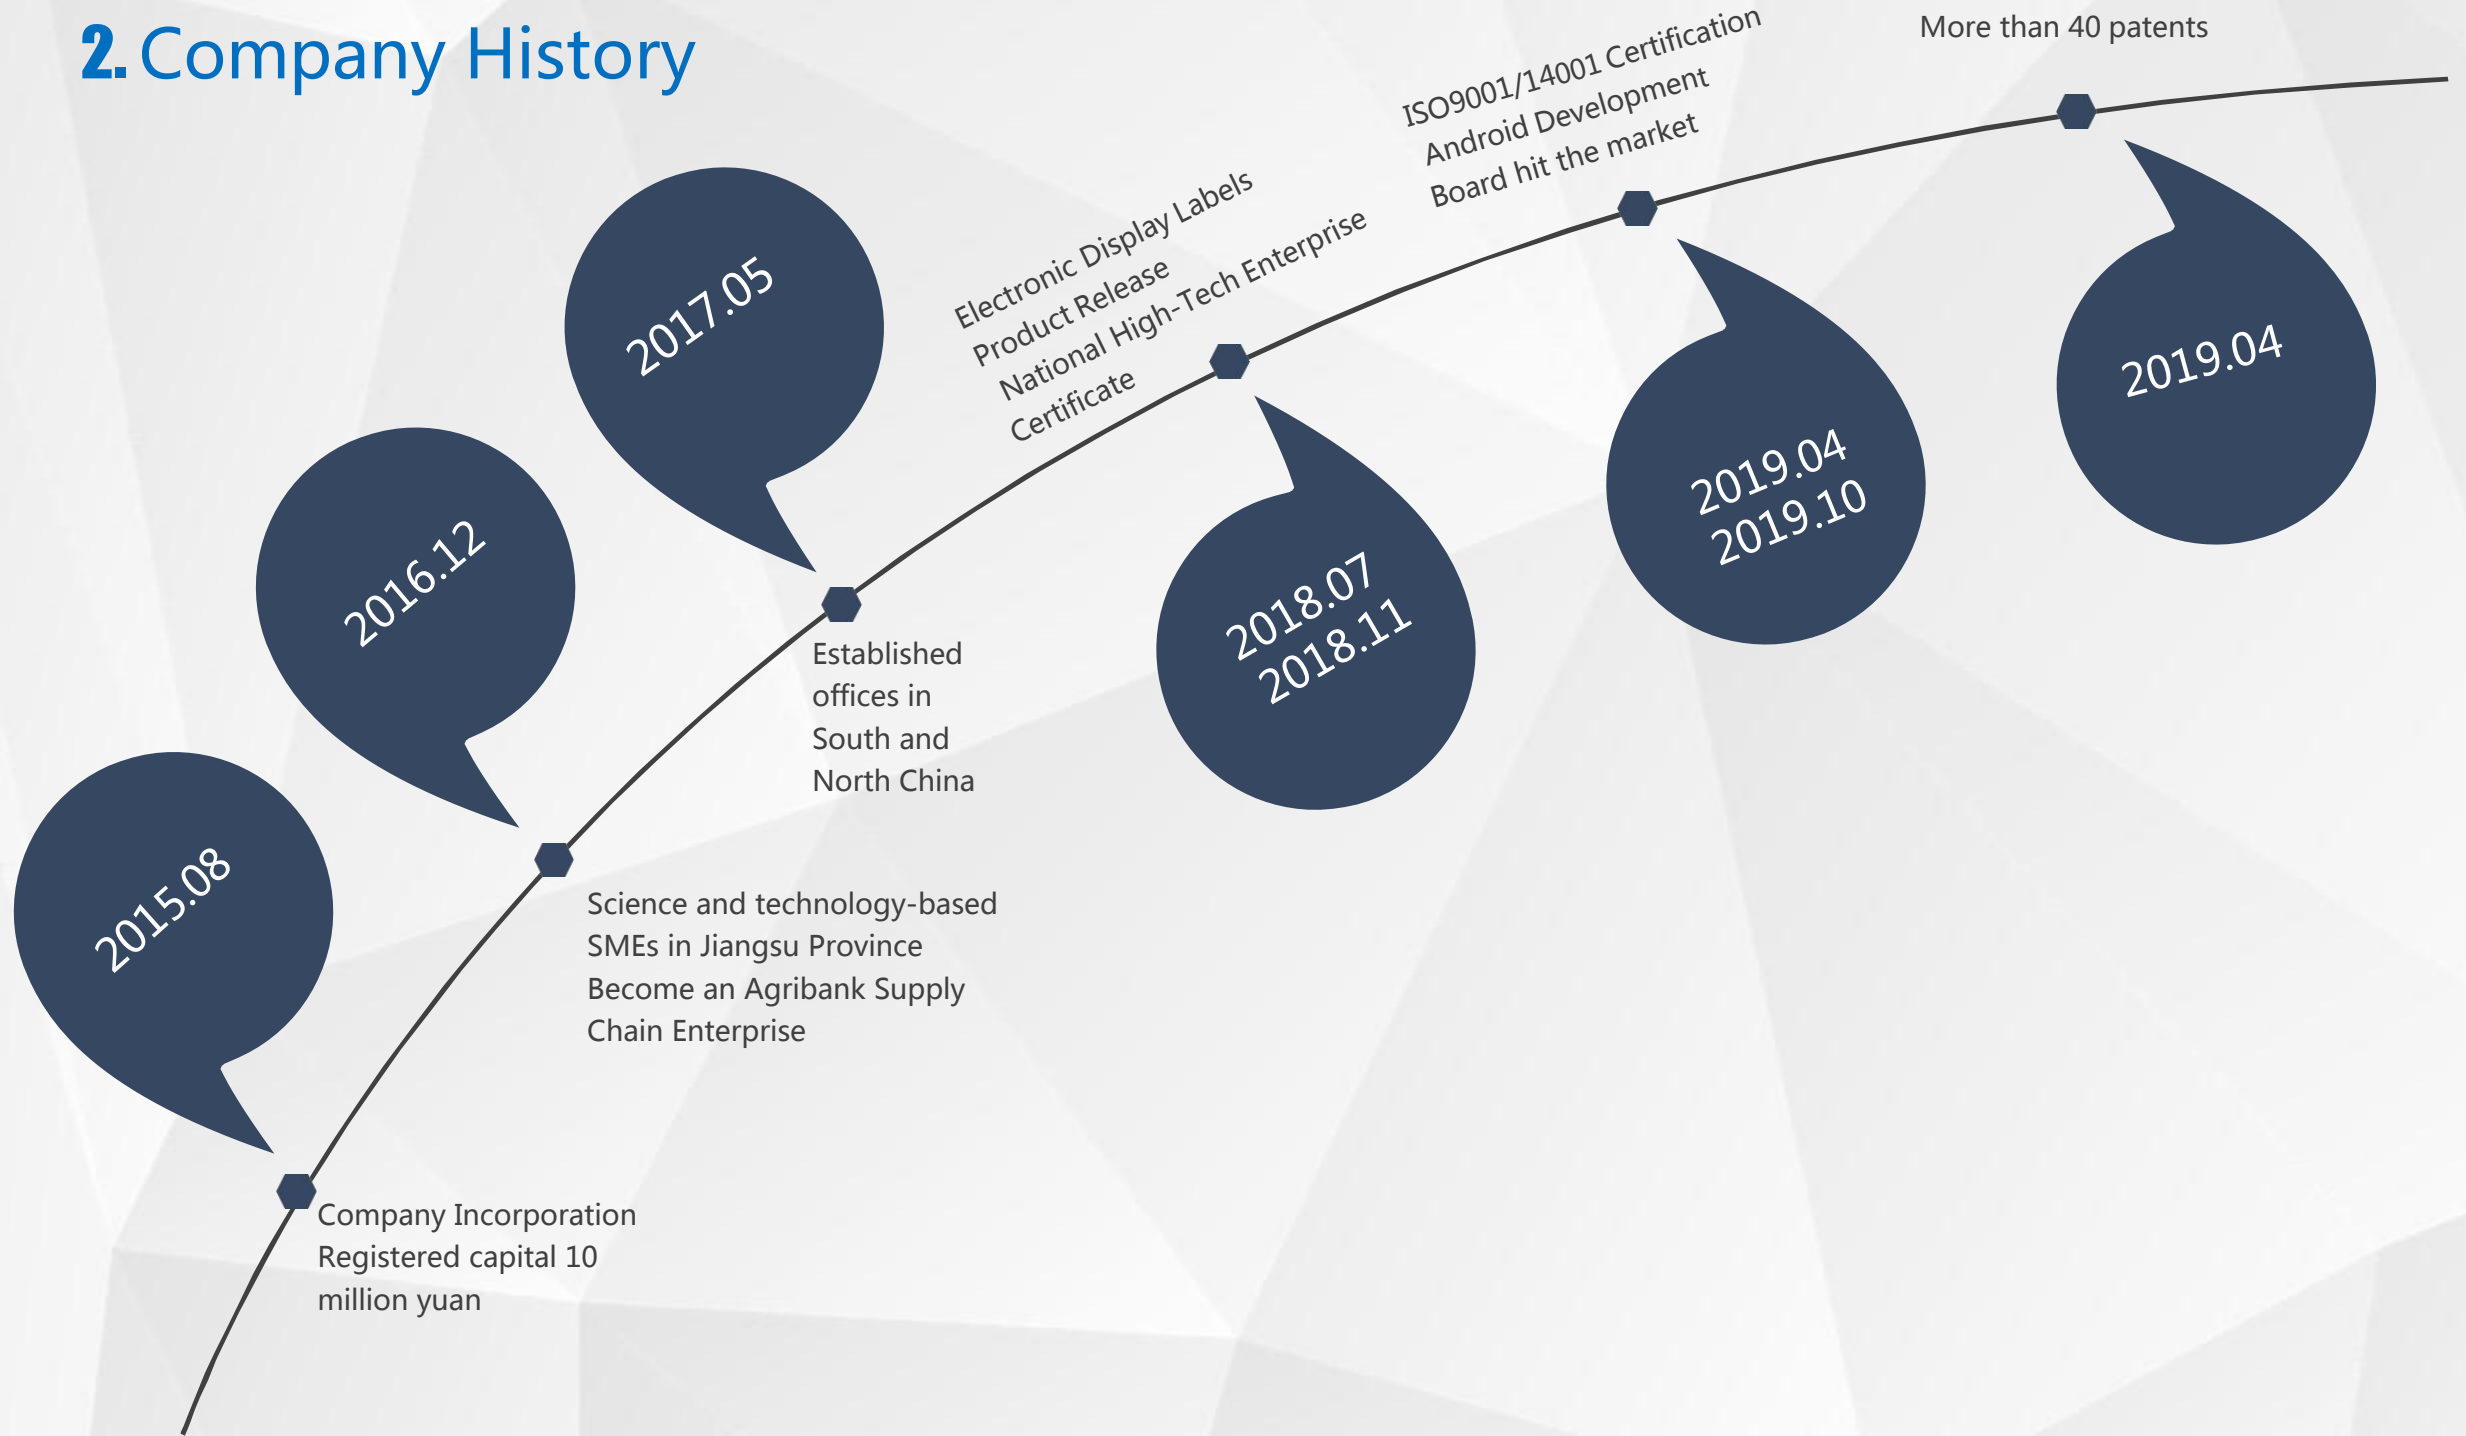 2. Company History
2015.08
Company Incorporation
Registered capital 10
million yuan
2016.12
Science and technology-based
SMEs in Jiangsu Province
Become an Agribank Supply
Chain Enterprise
2017.05
Established
offices in
South and
North China
Electronic Display Labels
Product Release
National High-Tech Enterprise
Certificate
2018.07
2018.11
ISO9001/14001 Certification
Android Development
Board hit the market
2019.04
2019.10
More than 40 patents
2019.04